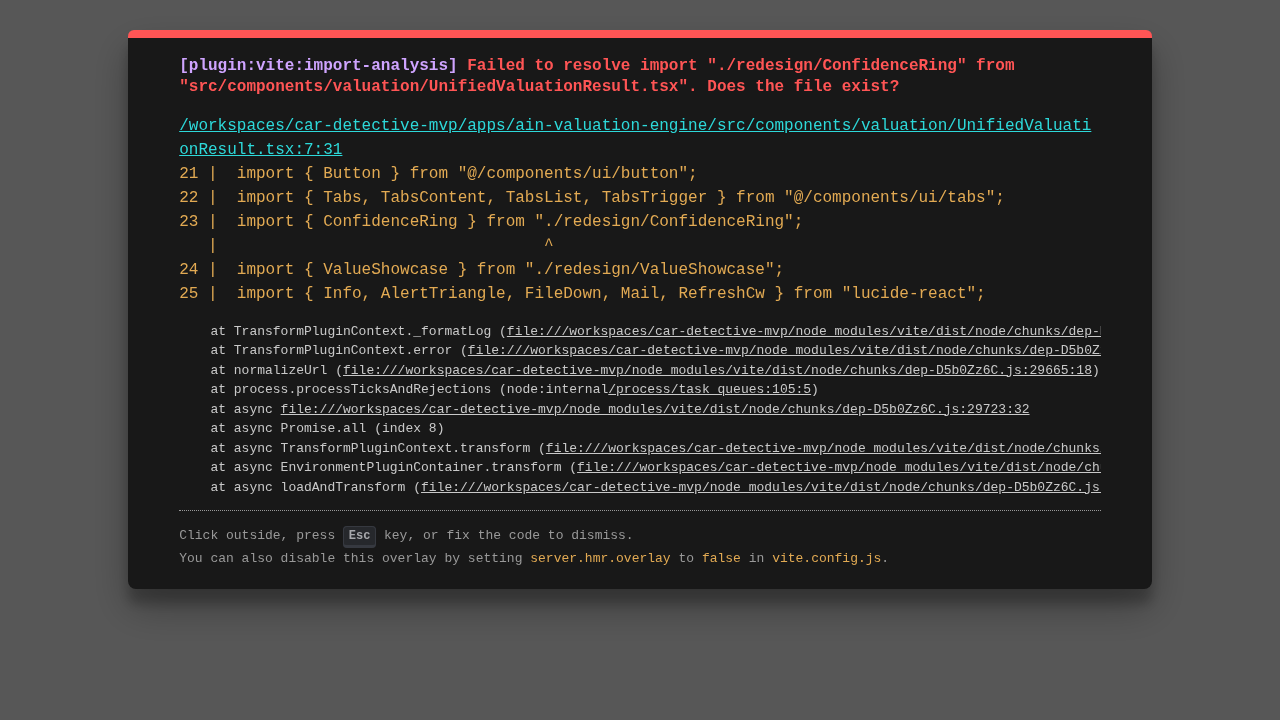 [plugin:vite:import-analysis] Failed to resolve import "./redesign/ConfidenceRing" from
"src/components/valuation/UnifiedValuationResult.tsx". Does the file exist?
/workspaces/car-detective-mvp/apps/ain-valuation-engine/src/components/valuation/UnifiedValuati
onResult.tsx:7:31
21 |  import { Button } from "@/components/ui/button";
22 |  import { Tabs, TabsContent, TabsList, TabsTrigger } from "@/components/ui/tabs";
23 |  import { ConfidenceRing } from "./redesign/ConfidenceRing";
   |                                  ^
24 |  import { ValueShowcase } from "./redesign/ValueShowcase";
25 |  import { Info, AlertTriangle, FileDown, Mail, RefreshCw } from "lucide-react";
at TransformPluginContext._formatLog (file:///workspaces/car-detective-mvp/node_modules/vite/dist/node/chunks/dep-
at TransformPluginContext.error (file:///workspaces/car-detective-mvp/node_modules/vite/dist/node/chunks/dep-D5b0Z
at normalizeUrl (file:///workspaces/car-detective-mvp/node_modules/vite/dist/node/chunks/dep-D5b0Zz6C.js:29665:18)
at process.processTicksAndRejections (node:internal/process/task_queues:105:5)
at async file:///workspaces/car-detective-mvp/node_modules/vite/dist/node/chunks/dep-D5b0Zz6C.js:29723:32
at async Promise.all (index 8)
at async TransformPluginContext.transform (file:///workspaces/car-detective-mvp/node_modules/vite/dist/node/chunks
at async EnvironmentPluginContainer.transform (file:///workspaces/car-detective-mvp/node_modules/vite/dist/node/ch
at async loadAndTransform (file:///workspaces/car-detective-mvp/node_modules/vite/dist/node/chunks/dep-D5b0Zz6C.js
Click outside, press Esc key, or fix the code to dismiss.
You can also disable this overlay by setting server.hmr.overlay to false in vite.config.js.